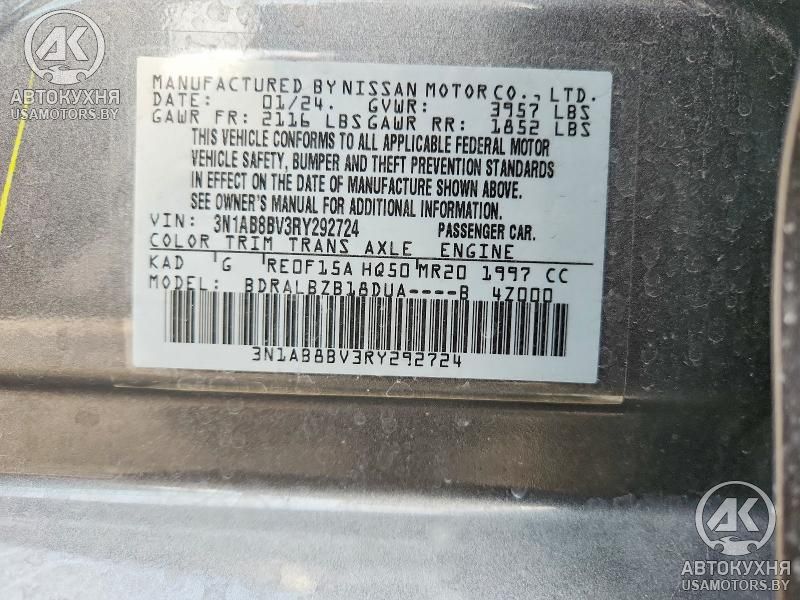 AK
АВТОКУХНЯ
USAMOTORS.BY
MANUFACTURED BY NISSAN MOTOR CO., LTD.
DATE: 01/24. GVWR: 3957 LBS
GAWR FR: 2116 LBS GAWR RR: 1852 LBS
THIS VEHICLE CONFORMS TO ALL APPLICABLE FEDERAL MOTOR
VEHICLE SAFETY, BUMPER AND THEFT PREVENTION STANDARDS
IN EFFECT ON THE DATE OF MANUFACTURE SHOWN ABOVE.
SEE OWNER'S MANUAL FOR ADDITIONAL INFORMATION.
VIN: 3N1AB8BV3RY292724 PASSENGER CAR.
COLOR TRIM TRANS AXLE ENGINE
KAD G RE0F15A HQ50 MR20 1997 CC
MODEL: BDRALBZB18DUA----B 4Z000
3N1AB8BV3RY292724
AK
АВТОКУХНЯ
USAMOTORS.BY